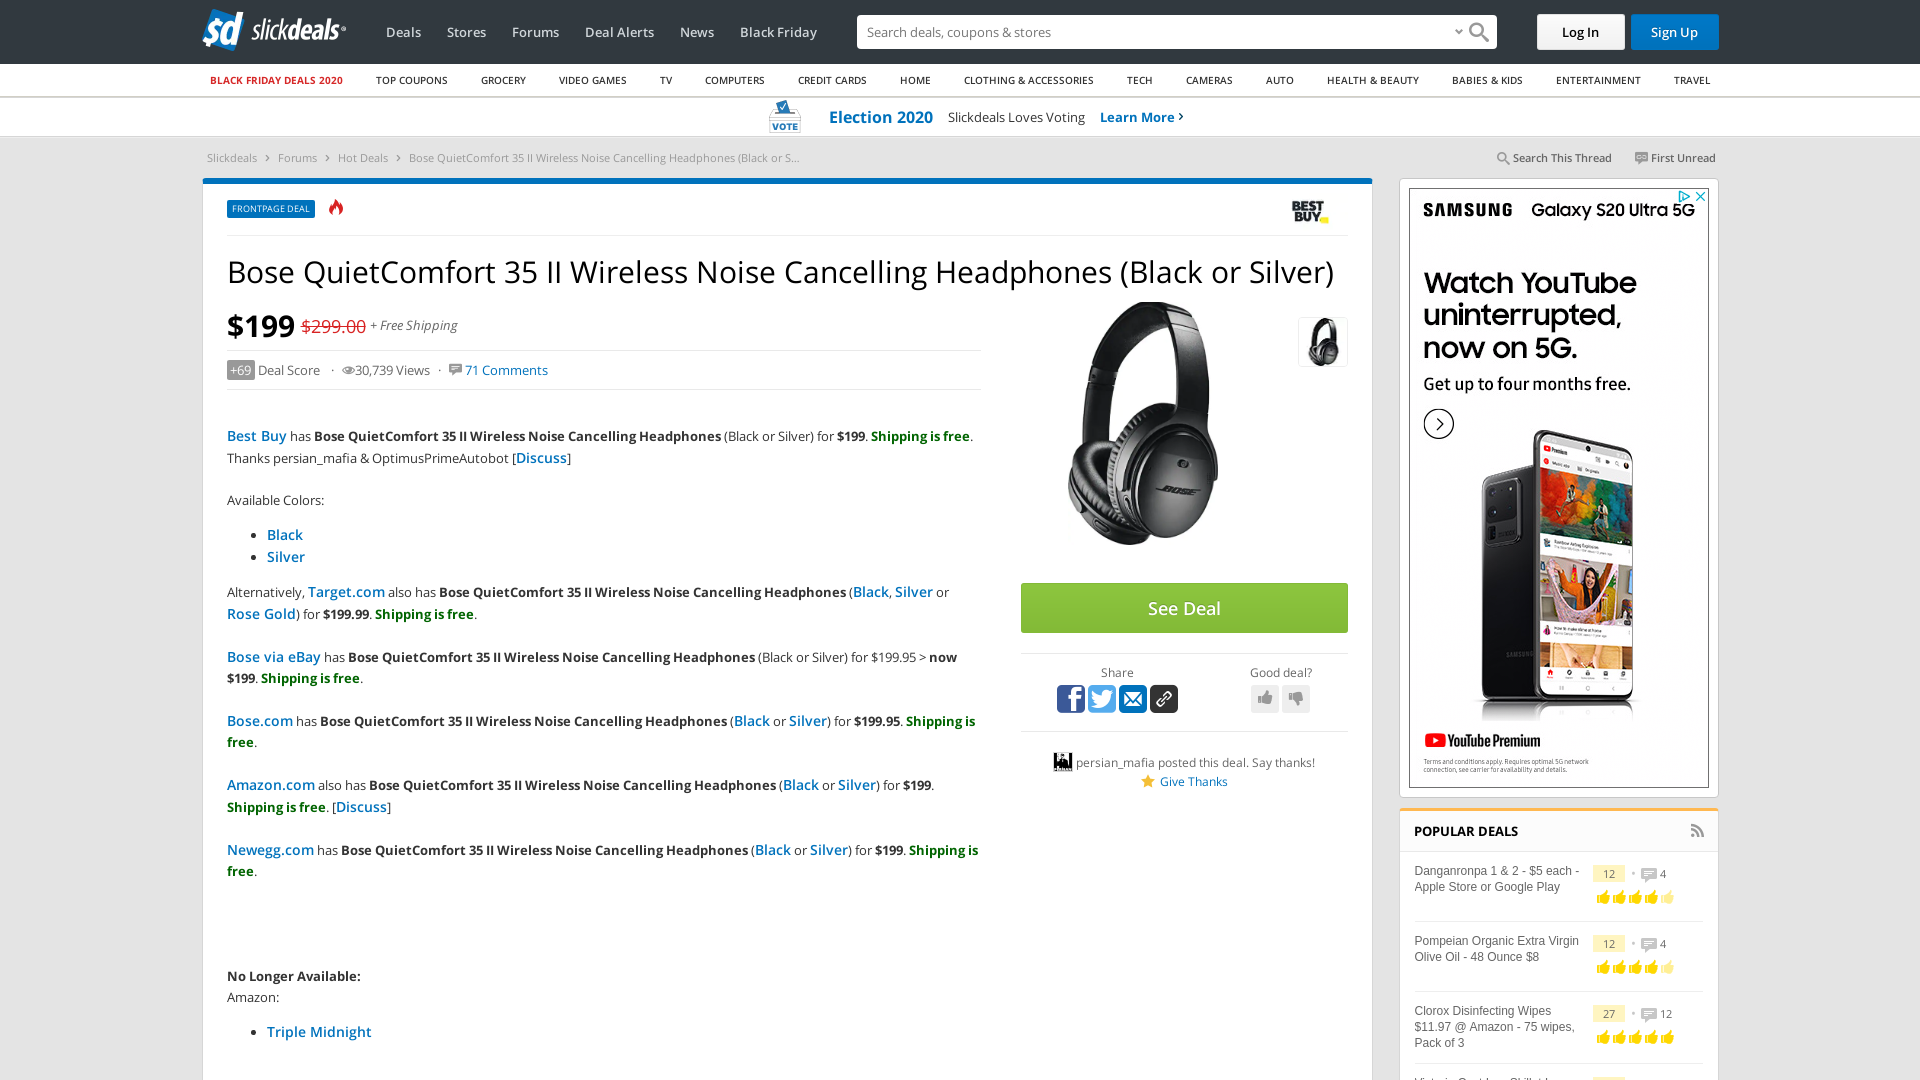 slickdeals
Deals
Stores
Forums
Deal Alerts
News
Black Friday
Search deals, coupons & stores
Log In
Sign Up
BLACK FRIDAY DEALS 2020
TOP COUPONS
GROCERY
VIDEO GAMES
TV
COMPUTERS
CREDIT CARDS
HOME
CLOTHING & ACCESSORIES
TECH
CAMERAS
AUTO
HEALTH & BEAUTY
BABIES & KIDS
ENTERTAINMENT
TRAVEL
VOTE
Election 2020 Slickdeals Loves Voting Learn More
Slickdeals > Forums > Hot Deals > Bose QuietComfort 35 II Wireless Noise Cancelling Headphones (Black or S...
Search This Thread
First Unread
FRONTPAGE DEAL
BEST BUY
Bose QuietComfort 35 II Wireless Noise Cancelling Headphones (Black or Silver)
$199 $299.00 + Free Shipping
+69 Deal Score · 30,739 Views · 71 Comments
Best Buy has Bose QuietComfort 35 II Wireless Noise Cancelling Headphones (Black or Silver) for $199. Shipping is free.
Thanks persian_mafia & OptimusPrimeAutobot [Discuss]
Available Colors:
Black
Silver
Alternatively, Target.com also has Bose QuietComfort 35 II Wireless Noise Cancelling Headphones (Black, Silver or
Rose Gold) for $199.99. Shipping is free.
Bose via eBay has Bose QuietComfort 35 II Wireless Noise Cancelling Headphones (Black or Silver) for $199.95 > now
$199. Shipping is free.
Bose.com has Bose QuietComfort 35 II Wireless Noise Cancelling Headphones (Black or Silver) for $199.95. Shipping is
free.
Amazon.com also has Bose QuietComfort 35 II Wireless Noise Cancelling Headphones (Black or Silver) for $199.
Shipping is free. [Discuss]
Newegg.com has Bose QuietComfort 35 II Wireless Noise Cancelling Headphones (Black or Silver) for $199. Shipping is
free.
No Longer Available:
Amazon:
Triple Midnight
BOSE
See Deal
Share
Good deal?
persian_mafia posted this deal. Say thanks!
Give Thanks
SAMSUNG Galaxy S20 Ultra 5G
Watch YouTube
uninterrupted,
now on 5G.
Get up to four months free.
Premium
SAMSUNG
YouTube Premium
Terms and conditions apply. Requires optimal 5G network
connection, see carrier for availability and details.
POPULAR DEALS
Danganronpa 1 & 2 - $5 each -
Apple Store or Google Play
12 · 4
Pompeian Organic Extra Virgin
Olive Oil - 48 Ounce $8
12 · 4
Clorox Disinfecting Wipes
$11.97 @ Amazon - 75 wipes,
Pack of 3
27 · 12